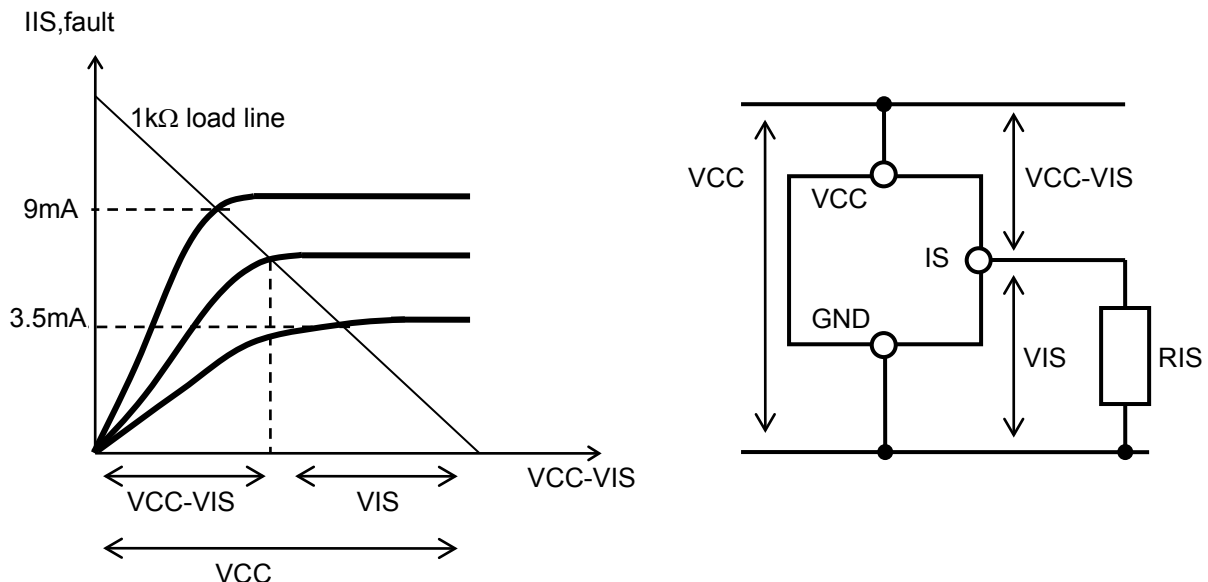 IIS,fault
1kΩ load line
9mA
3.5mA
VCC-VIS
VCC-VIS
VIS
VCC
VCC
VCC
VCC-VIS
IS
GND
VIS
RIS